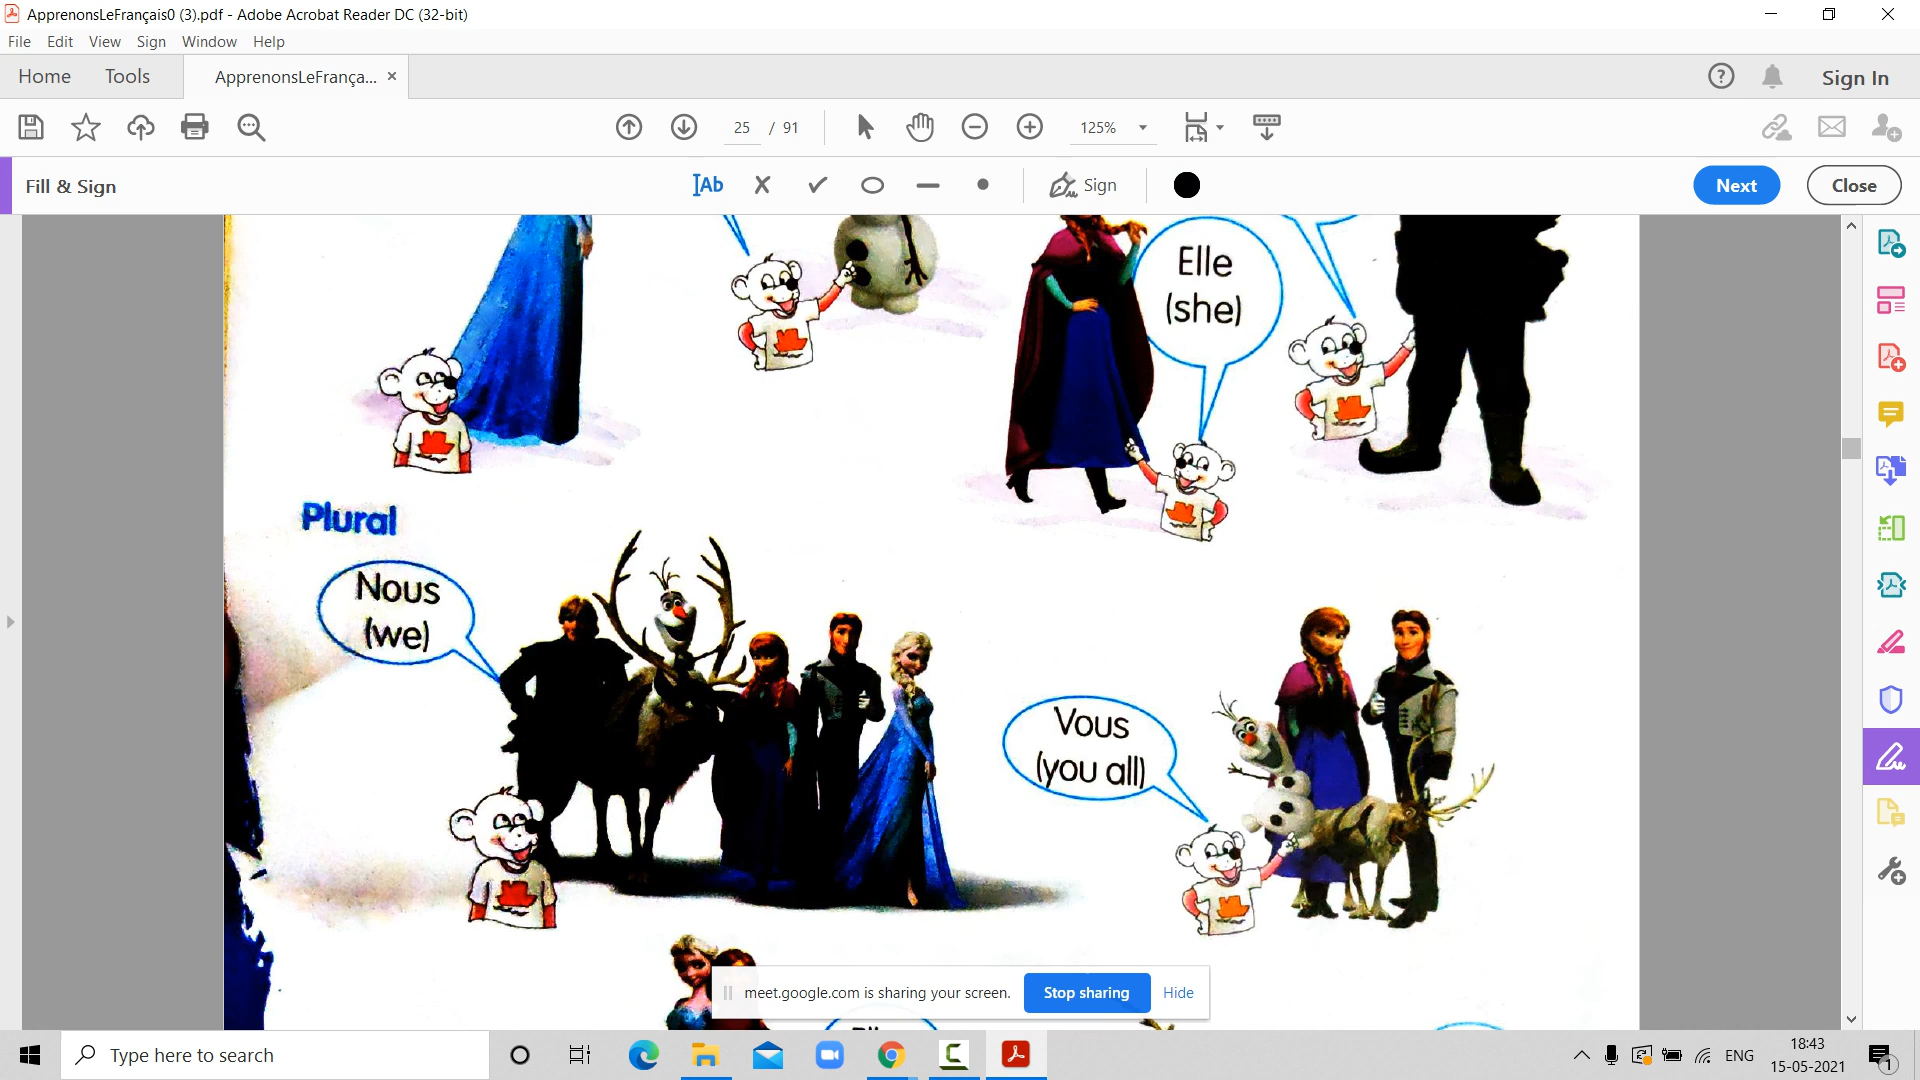 ApprenonsLeFrançais0 (3).pdf - Adobe Acrobat Reader DC (32-bit)
File Edit View Sign Window Help
Home Tools ApprenonsLeFrança... × Sign In
25 / 91 125%
Fill & Sign Ab Sign Next Close
Elle
(she)
Plural
Nous
(we)
Vous
(you all)
meet.google.com is sharing your screen. Stop sharing Hide
Type here to search
ENG
18:43
15-05-2021
1